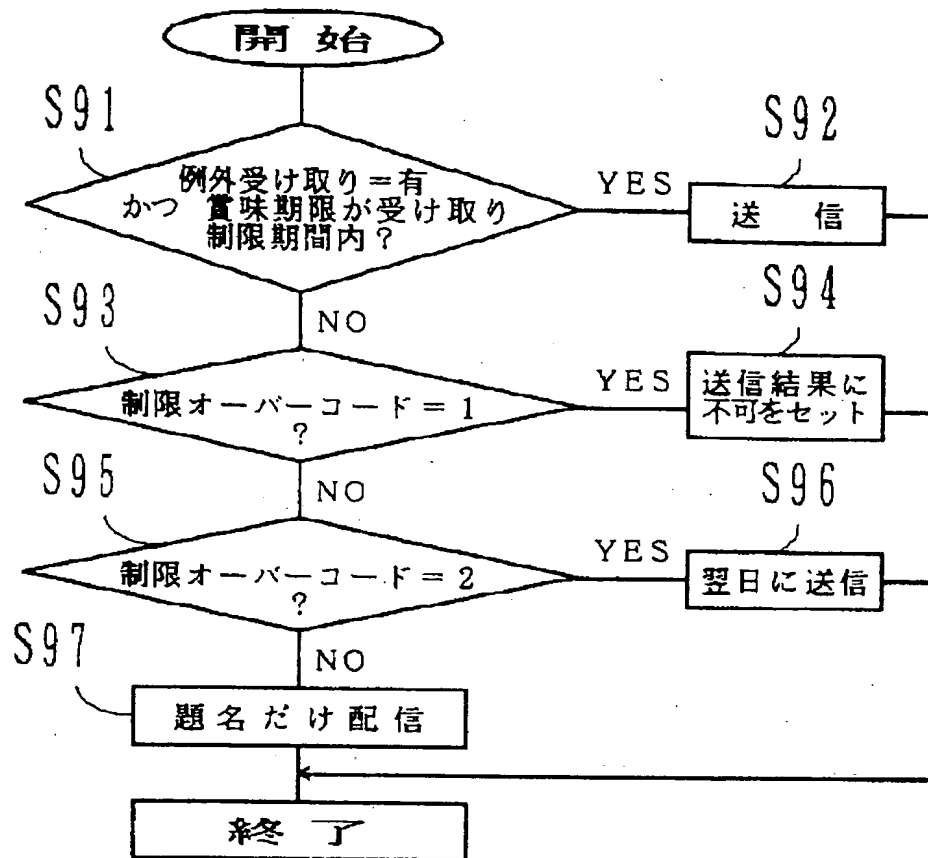 開始
S91
例外受け取り＝有
かつ 賞味期限が受け取り
制限期間内？
YES
S92
送 信
NO
S93
制限オーバーコード＝1
？
YES
S94
送信結果に
不可をセット
NO
S95
制限オーバーコード＝2
？
YES
S96
翌日に送信
NO
S97
題名だけ配信
終了